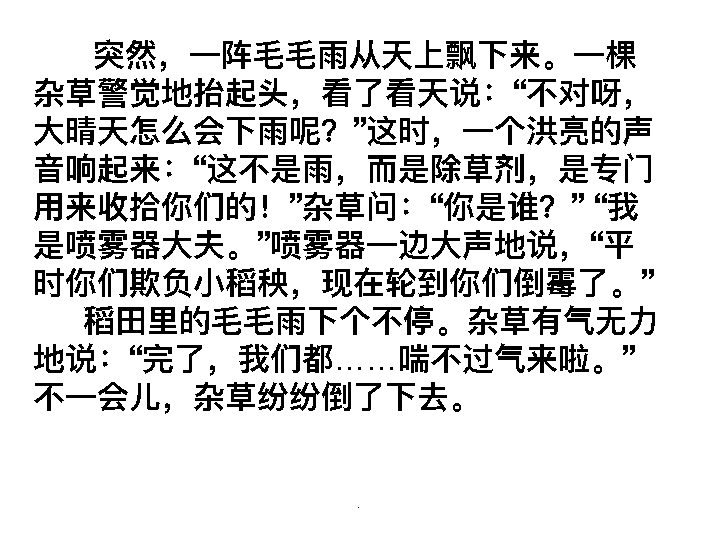 突然，一阵毛毛雨从天上飘下来。一棵
杂草警觉地抬起头，看了看天说：“不对呀，
大晴天怎么会下雨呢？”这时，一个洪亮的声
音响起来：“这不是雨，而是除草剂，是专门
用来收拾你们的！”杂草问：“你是谁？” “我
是喷雾器大夫。”喷雾器一边大声地说，“平
时你们欺负小稻秧，现在轮到你们倒霉了。”
稻田里的毛毛雨下个不停。杂草有气无力
地说：“完了，我们都……喘不过气来啦。”
不一会儿，杂草纷纷倒了下去。
.